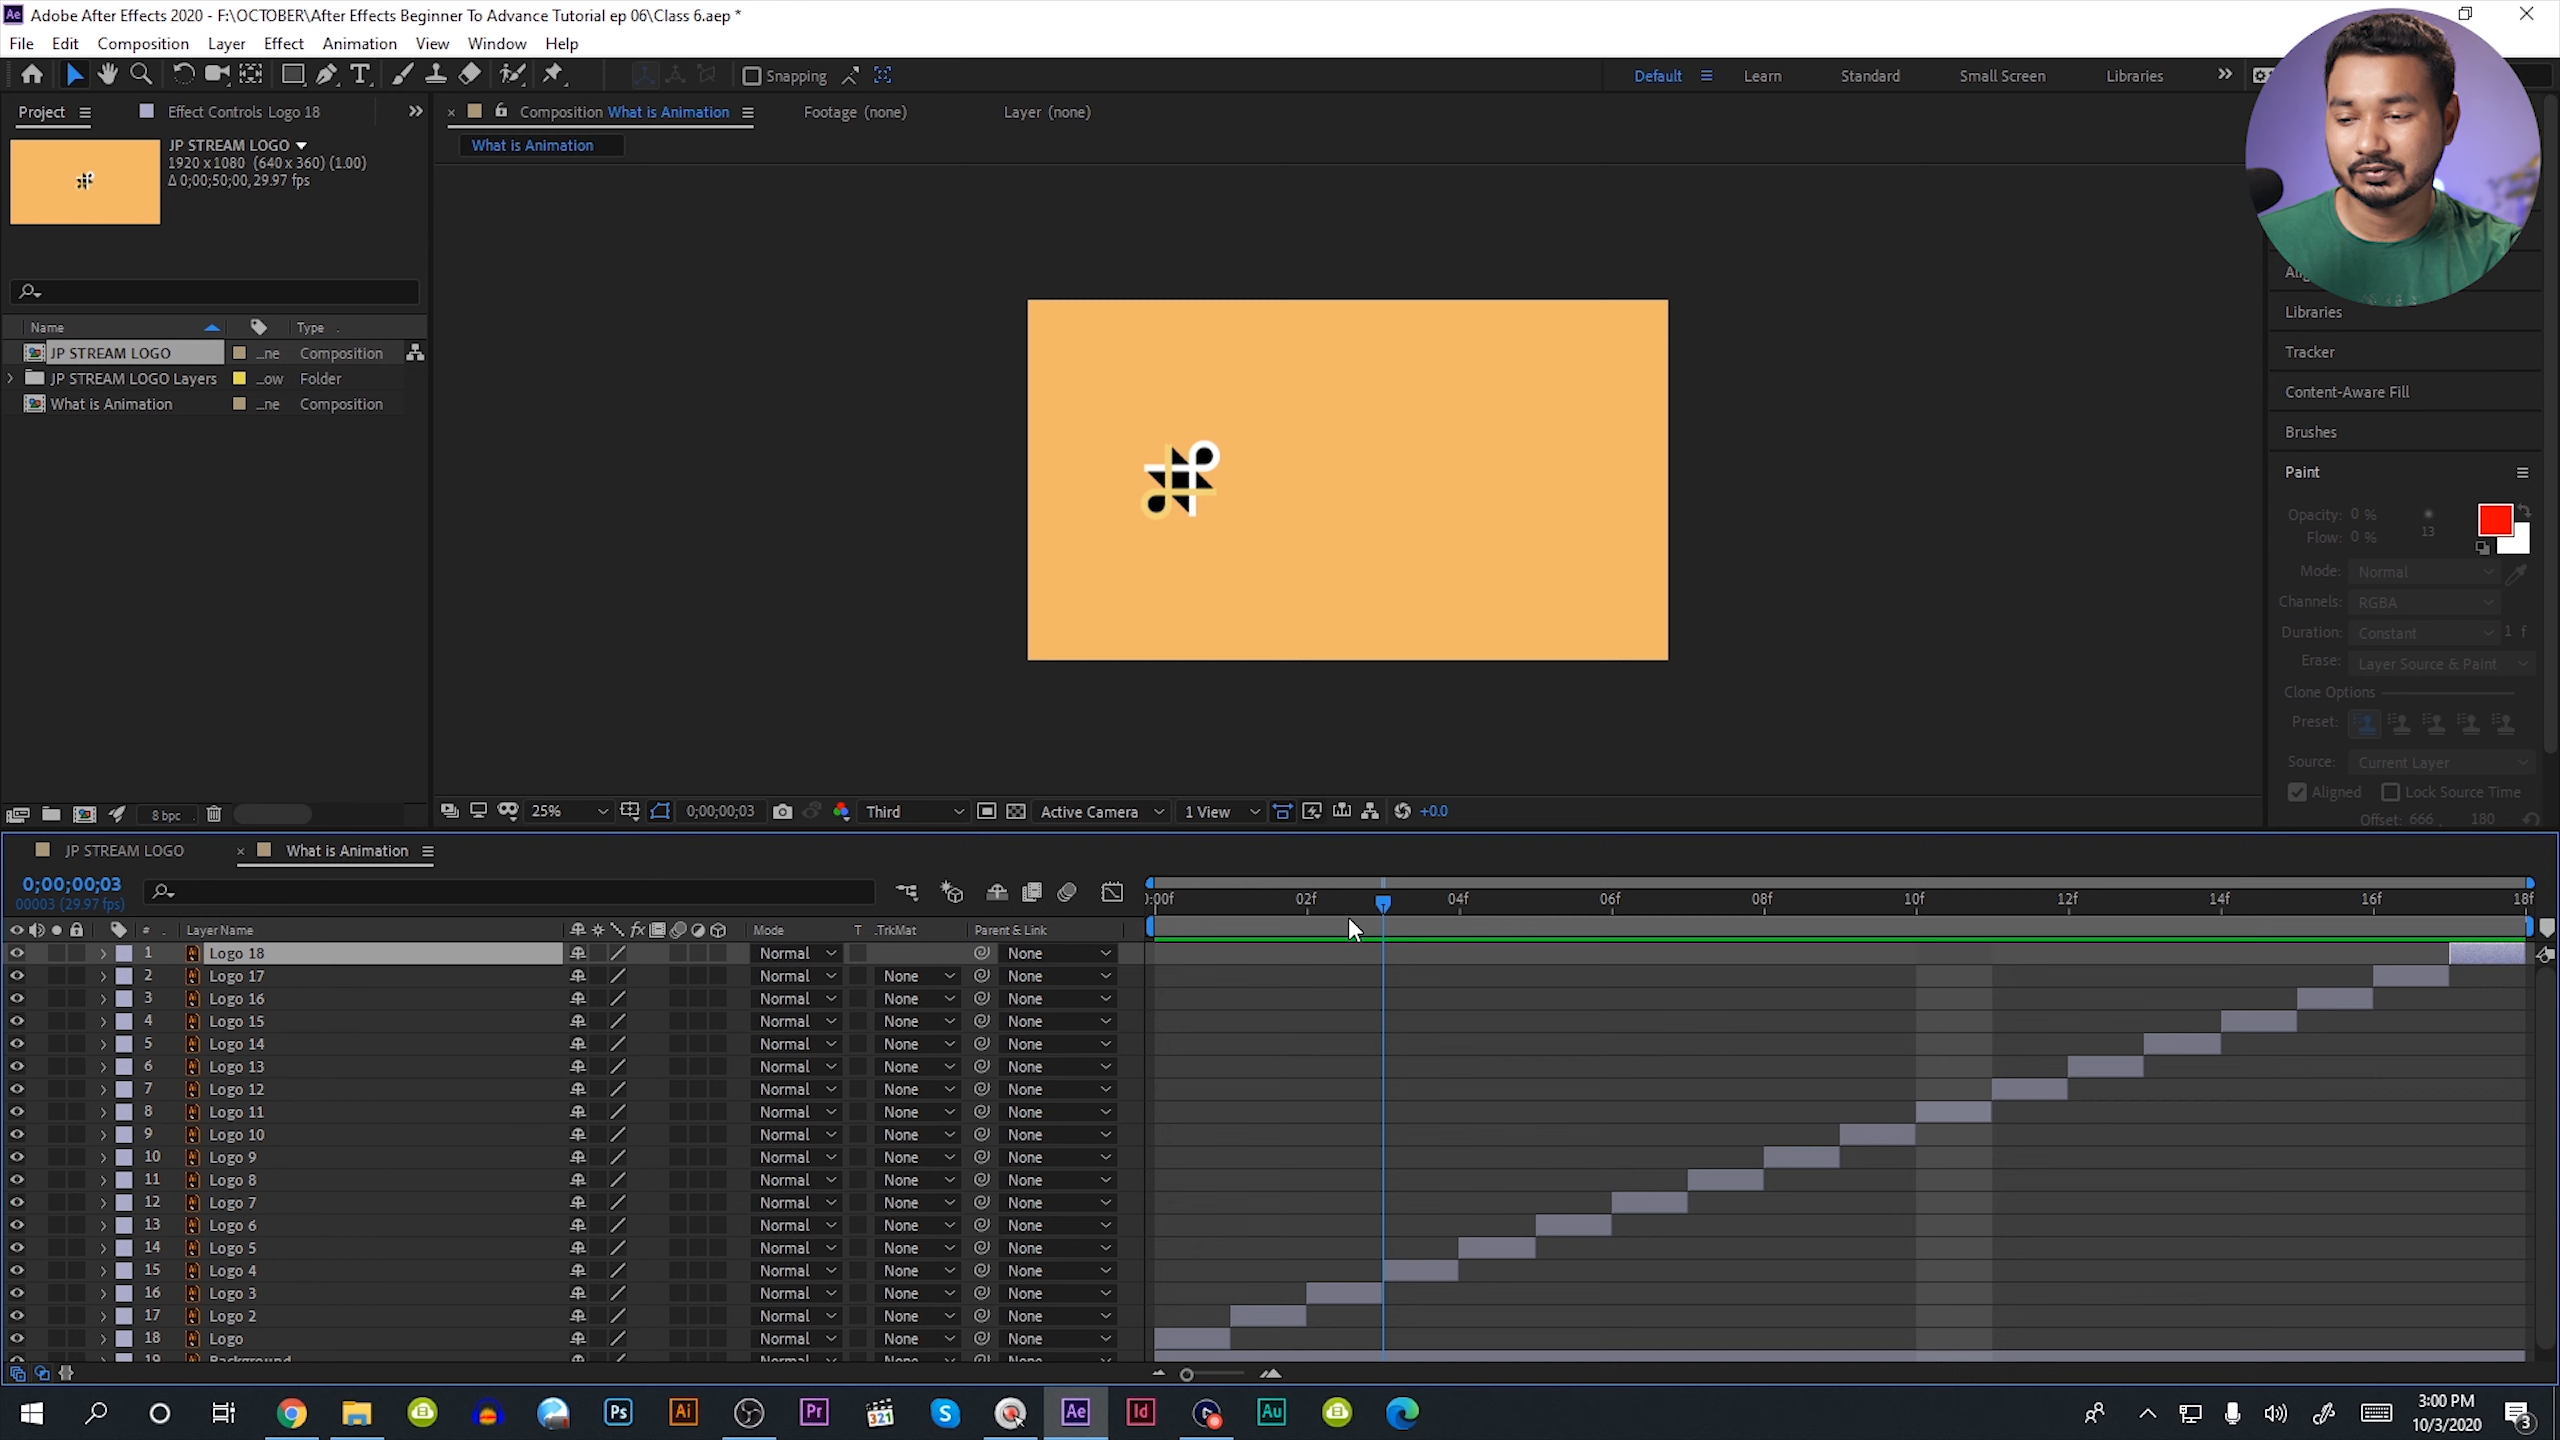 Adobe After Effects 2020 - F:\OCTOBER\After Effects Beginner To Advance Tutorial ep 06\Class 6.aep *
File Edit Composition Layer Effect Animation View Window Help
Snapping Default Learn Standard Small Screen Libraries
Project Effect Controls Logo 18 Composition What is Animation Footage (none) Layer (none)
What is Animation
JP STREAM LOGO
1920 x 1080 (640 x 360) (1.00)
Δ 0;00;50;00, 29.97 fps
Name Type
JP STREAM LOGO ...ne Composition
JP STREAM LOGO Layers ...ow Folder
What is Animation ...ne Composition
Libraries
Tracker
Content-Aware Fill
Brushes
Paint
Opacity: 0 %
Flow: 0 %
13
Mode: Normal
Channels: RGBA
Duration: Constant 1 f
Erase: Layer Source & Paint
Clone Options
Preset:
Source: Current Layer
Aligned Lock Source Time
Offset: 666 , 180
8 bpc
25% 0;00;00;03 Third Active Camera 1 View +0.0
JP STREAM LOGO What is Animation
0;00;00;03
00003 (29.97 fps)
0:00f 02f 04f 06f 08f 10f 12f 14f 16f 18f
# Layer Name fx Mode T .TrkMat Parent & Link
1 Logo 18 Normal None
2 Logo 17 Normal None None
3 Logo 16 Normal None None
4 Logo 15 Normal None None
5 Logo 14 Normal None None
6 Logo 13 Normal None None
7 Logo 12 Normal None None
8 Logo 11 Normal None None
9 Logo 10 Normal None None
10 Logo 9 Normal None None
11 Logo 8 Normal None None
12 Logo 7 Normal None None
13 Logo 6 Normal None None
14 Logo 5 Normal None None
15 Logo 4 Normal None None
16 Logo 3 Normal None None
17 Logo 2 Normal None None
18 Logo Normal None None
19 Background Normal None None
Ps Ai Pr 321 S Ae Id Au
3:00 PM
10/3/2020
3